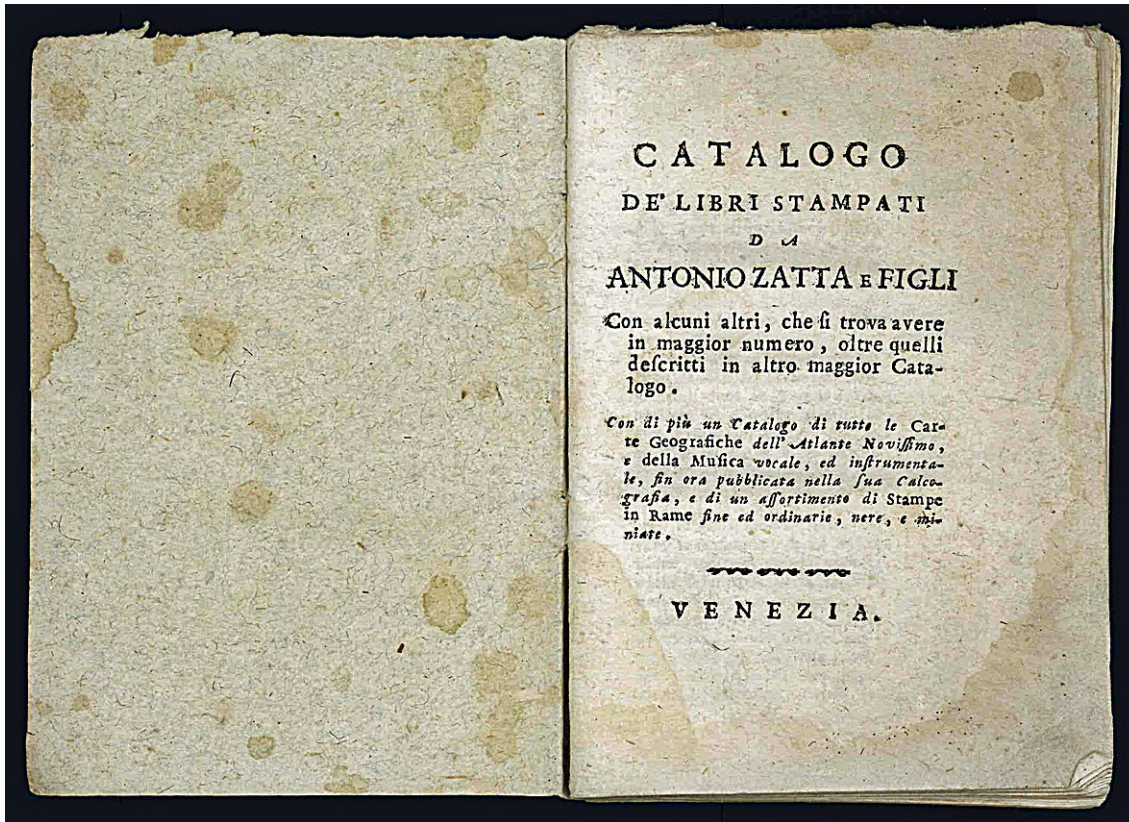 CATALOGO
DE' LIBRI STAMPATI
DA
ANTONIO ZATTA E FIGLI
Con alcuni altri, che ſi trova avere
in maggior numero, oltre quelli
deſcritti in altro maggior Cata-
logo.
Con di più un Catalogo di tutte le Car-
te Geografiche dell' Atlante Noviſſimo,
e della Muſica vocale, ed inſtrumenta-
le, fin ora pubblicata nella ſua Calco-
grafia, e di un aſſortimento di Stampe
in Rame fine ed ordinarie, nere, e mi-
niate.
VENEZIA.